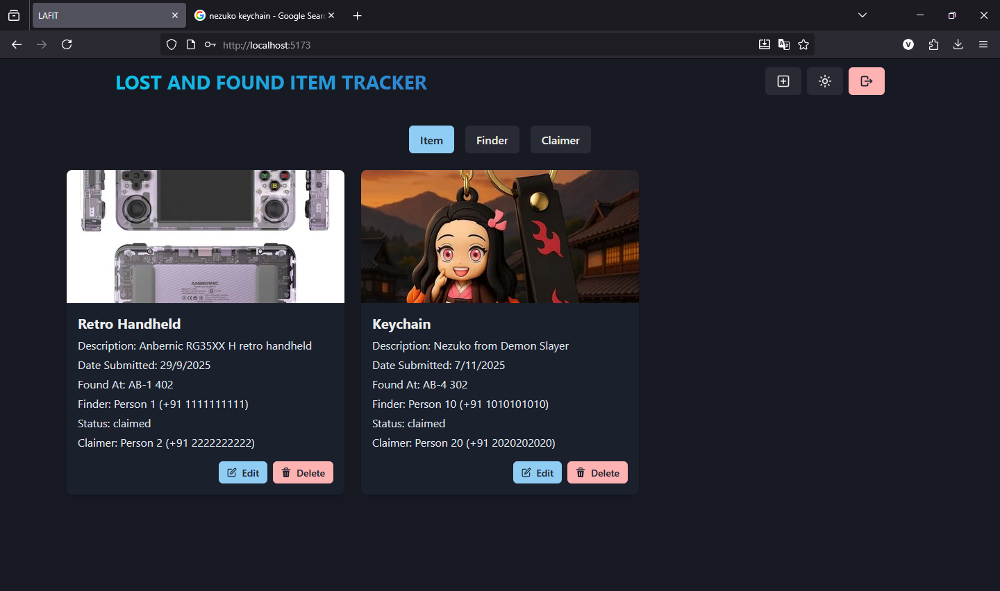 LAFIT
nezuko keychain - Google Sear
http://localhost:5173
V
LOST AND FOUND ITEM TRACKER
Item
Finder
Claimer
Y
B
ANBERNIC
Retro Handheld
Description: Anbernic RG35XX H retro handheld
Date Submitted: 29/9/2025
Found At: AB-1 402
Finder: Person 1 (+91 1111111111)
Status: claimed
Claimer: Person 2 (+91 2222222222)
Edit
Delete
Keychain
Description: Nezuko from Demon Slayer
Date Submitted: 7/11/2025
Found At: AB-4 302
Finder: Person 10 (+91 1010101010)
Status: claimed
Claimer: Person 20 (+91 2020202020)
Edit
Delete